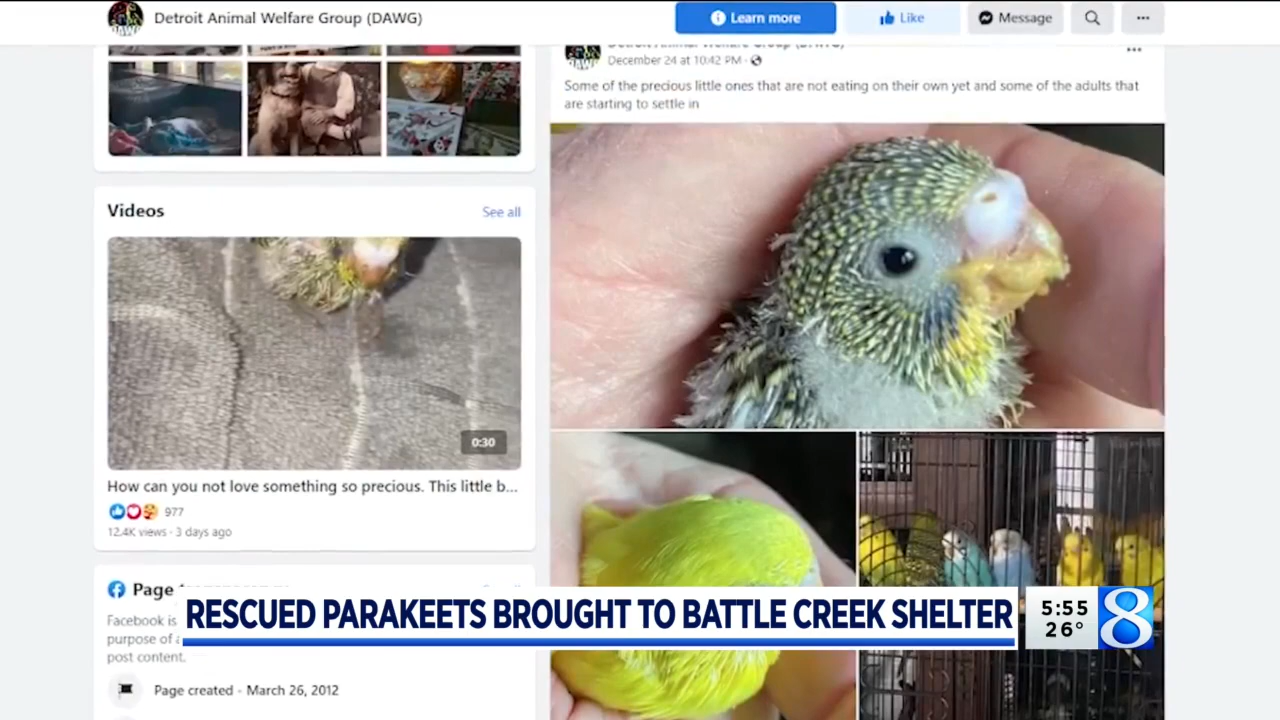 Detroit Animal Welfare Group (DAWG)
Learn more
Like
Message
December 24 at 10:42 PM ·
Some of the precious little ones that are not eating on their own yet and some of the adults that
are starting to settle in
Videos
See all
0:30
How can you not love something so precious. This little b...
977
12.4K views · 3 days ago
Page
Facebook is
purpose of
post content.
Page created - March 26, 2012
RESCUED PARAKEETS BROUGHT TO BATTLE CREEK SHELTER
5:55
26°
8